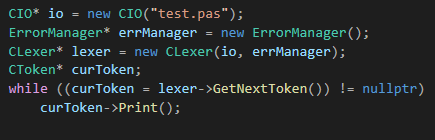 CIO* io = new CIO("test.pas");
ErrorManager* errManager = new ErrorManager();
CLexer* lexer = new CLexer(io, errManager);
CToken* curToken;
while ((curToken = lexer->GetNextToken()) != nullptr)
    curToken->Print();